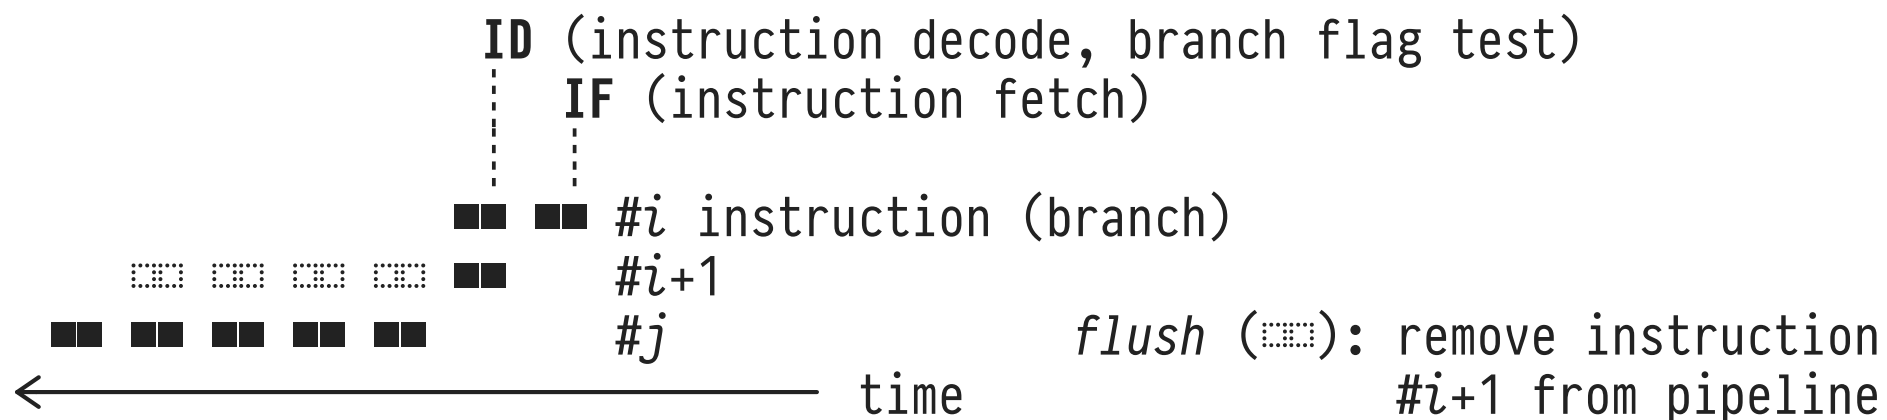 ID (instruction decode, branch flag test)
IF (instruction fetch)
#i instruction (branch)
#i+1
#j
flush ( ): remove instruction
#i+1 from pipeline
time